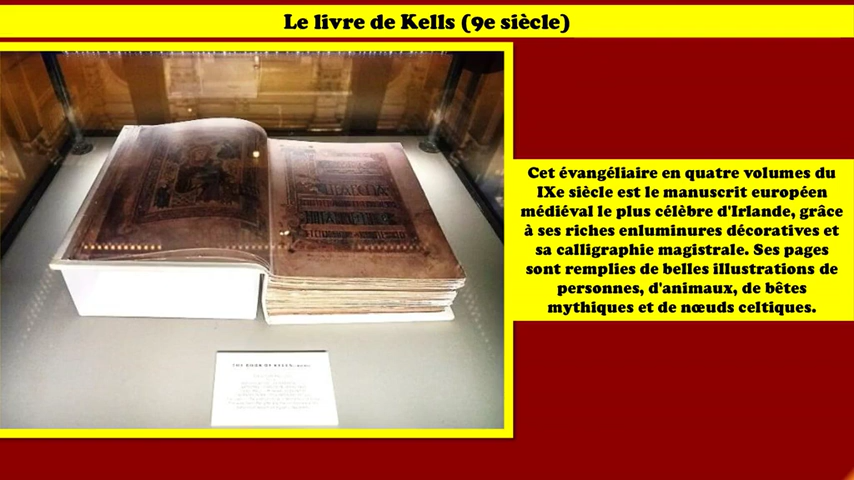 Le livre de Kells (9e siècle)
Cet évangéliaire en quatre volumes du
IXe siècle est le manuscrit européen
médiéval le plus célèbre d'Irlande, grâce
à ses riches enluminures décoratives et
sa calligraphie magistrale. Ses pages
sont remplies de belles illustrations de
personnes, d'animaux, de bêtes
mythiques et de nœuds celtiques.
THE BOOK OF KELLS